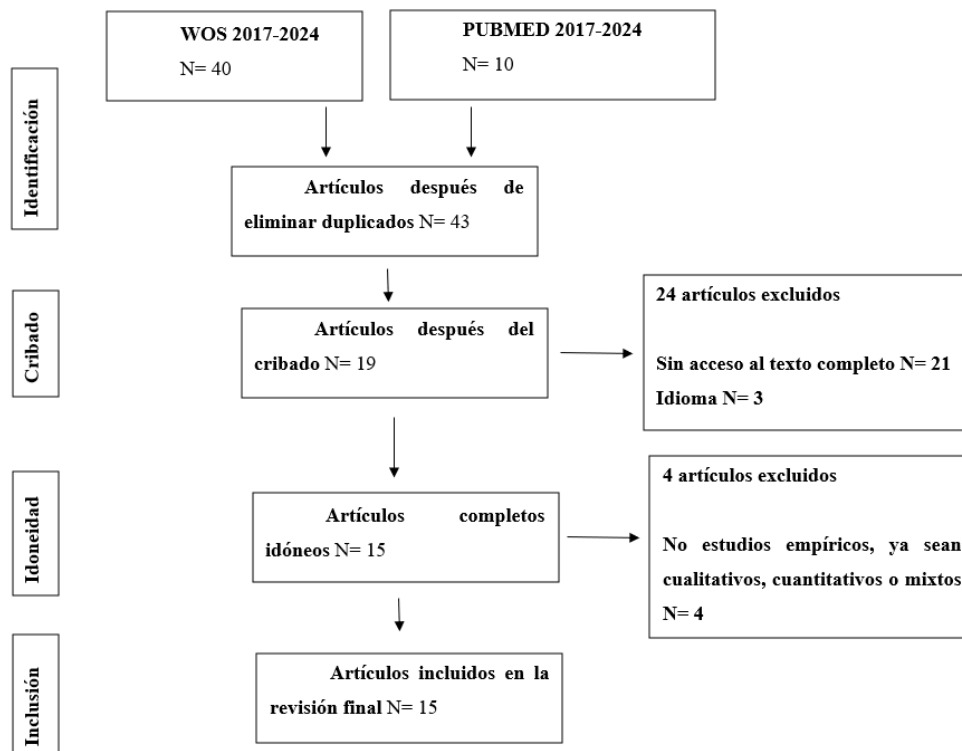 WOS 2017-2024
N= 40
PUBMED 2017-2024
N= 10
Identificación
Artículos después de
eliminar duplicados N= 43
Cribado
Artículos después del
cribado N= 19
24 artículos excluidos
Sin acceso al texto completo N= 21
Idioma N= 3
Idoneidad
Artículos completos
idóneos N= 15
4 artículos excluidos
No estudios empíricos, ya sean
cualitativos, cuantitativos o mixtos
N= 4
Inclusión
Artículos incluidos en la
revisión final N= 15